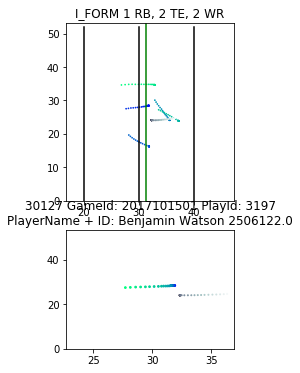 I_FORM 1 RB, 2 TE, 2 WR
50
40
30
20
10
0
20 30 40
30127 GameId: 2017101501 PlayId: 3197
PlayerName + ID: Benjamin Watson 2506122.0
40
20
0
25 30 35